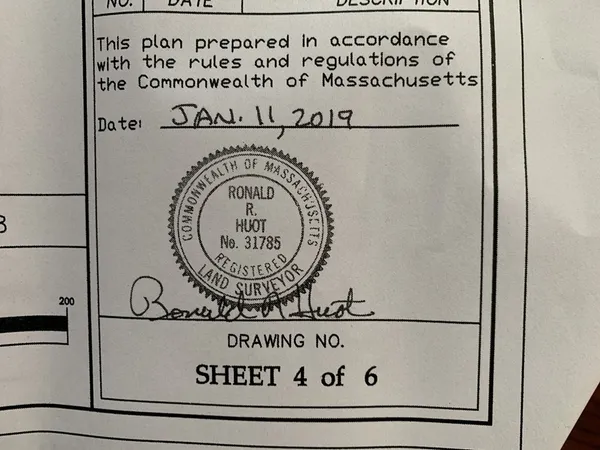 NO. DATE DESCRIPTION
This plan prepared in accordance
with the rules and regulations of
the Commonwealth of Massachusetts
Date: JAN. 11, 2019
COMMONWEALTH OF MASSACHUSETTS
RONALD
R.
HUOT
No. 31785
REGISTERED
LAND SURVEYOR
Ronald R Huot
200
DRAWING NO.
SHEET 4 of 6